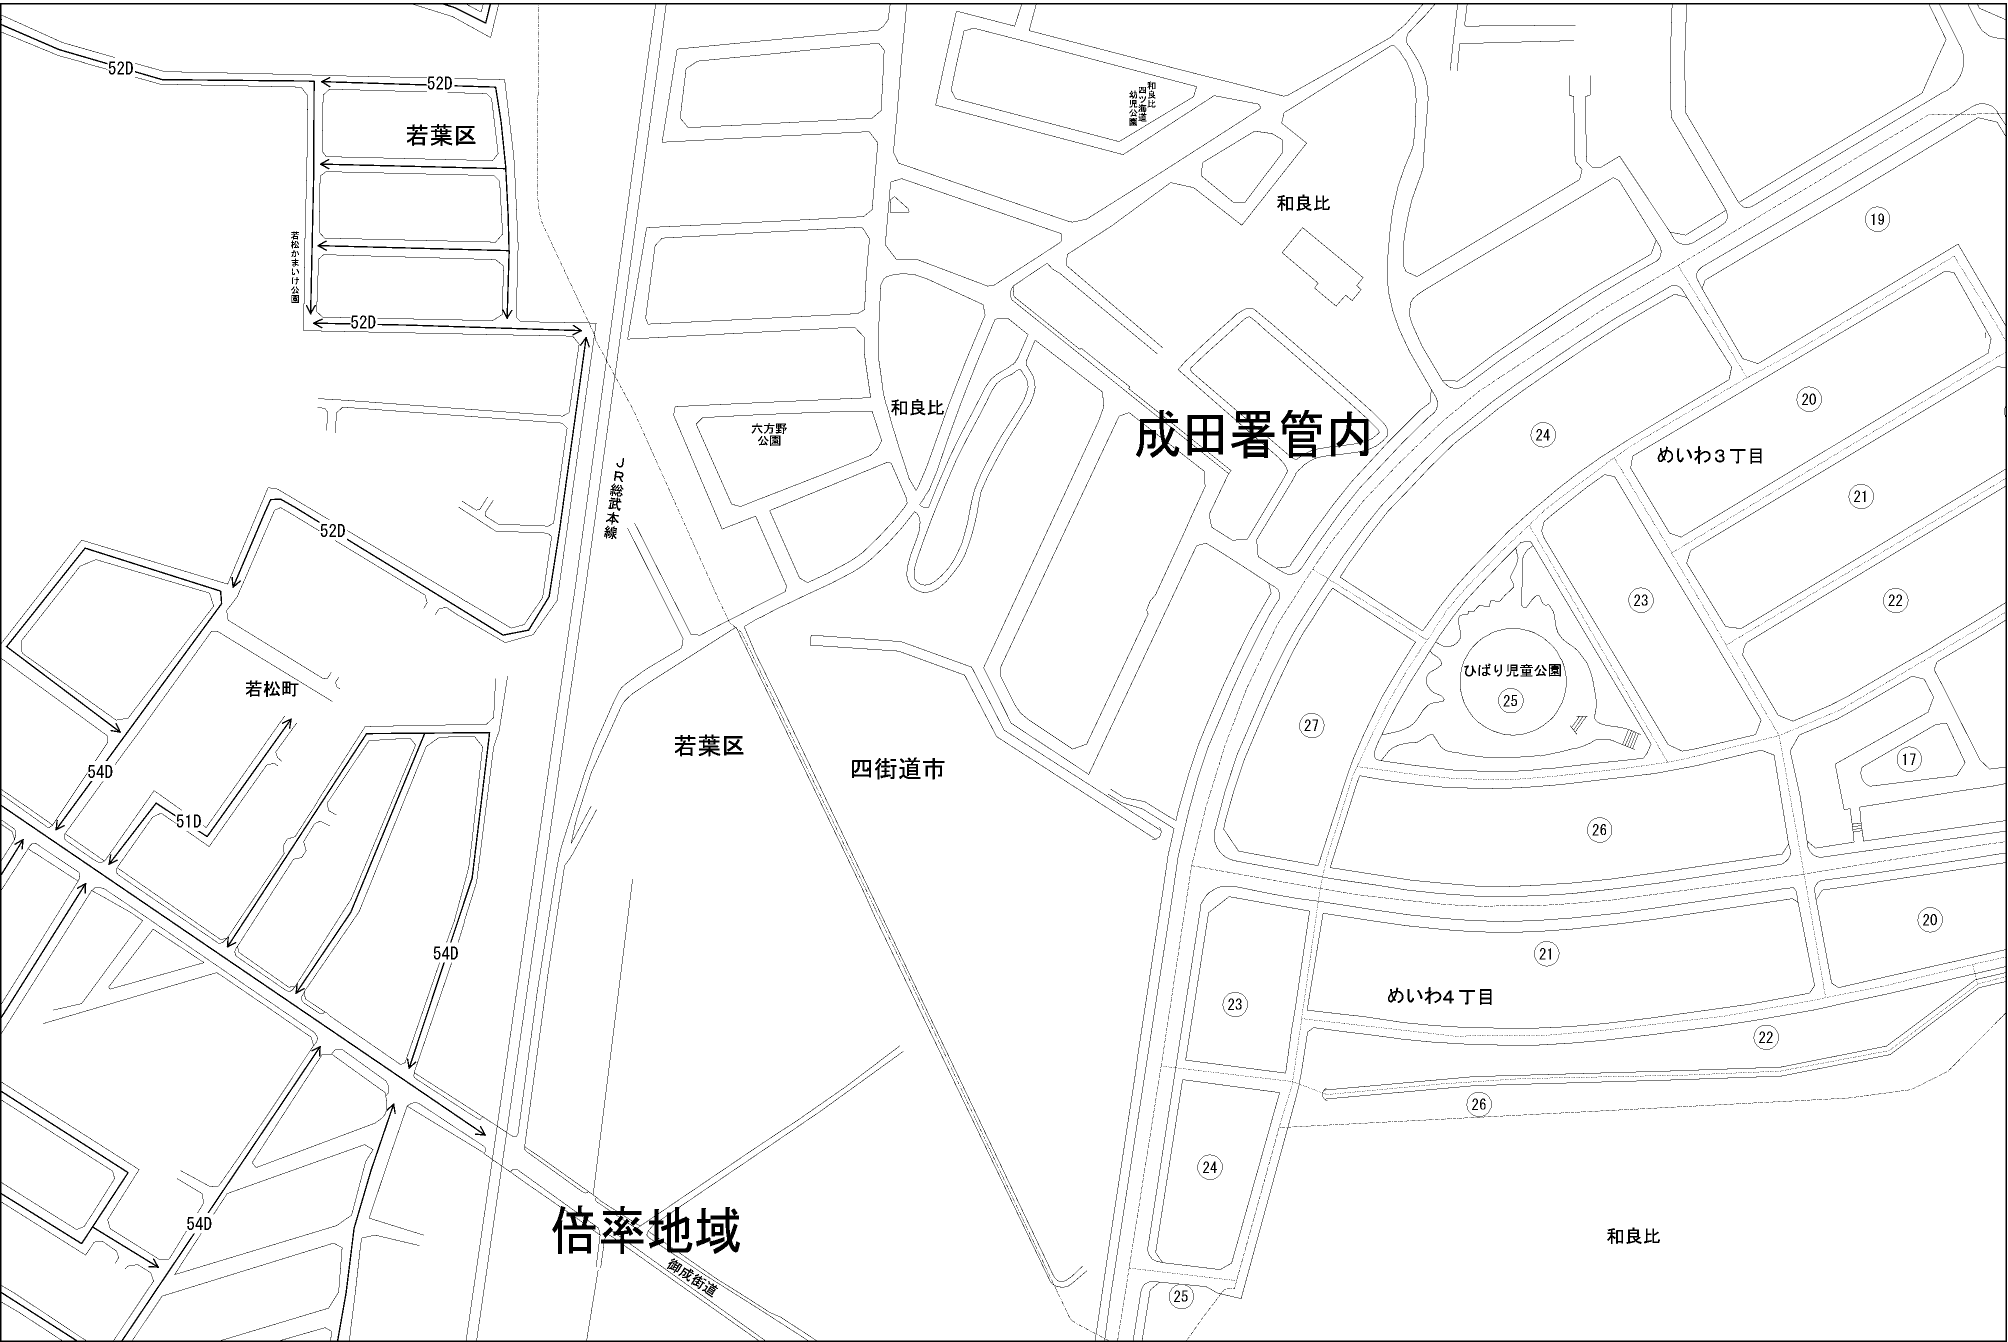 52D
52D
若葉区
和良比
四ツ海道
幼児公園
和良比
19
若松かまいけ公園
52D
20
和良比
六方野
公園
成田署管内
24
めいわ3丁目
21
JR総武本線
52D
23
22
ひばり児童公園
25
若松町
27
若葉区
四街道市
17
54D
51D
26
20
54D
21
めいわ4丁目
23
22
26
24
54D
倍率地域
和良比
御成街道
25